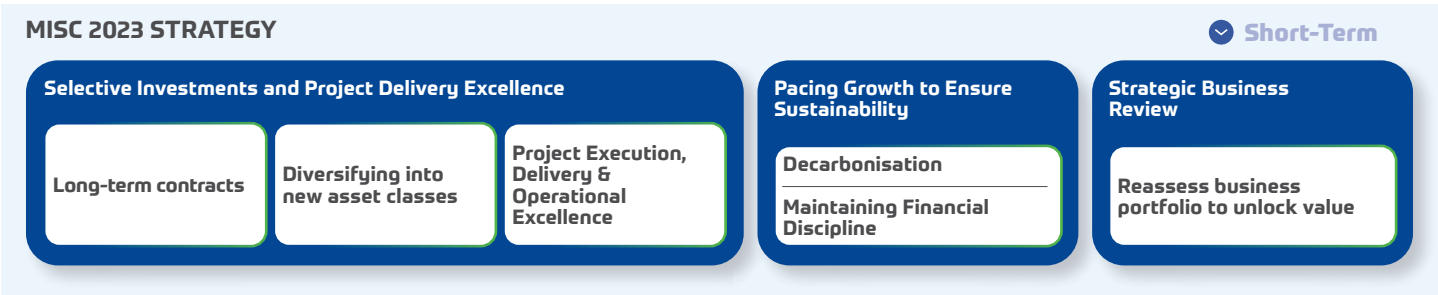 MISC 2023 STRATEGY
Short-Term
Selective Investments and Project Delivery Excellence
Long-term contracts
Diversifying into
new asset classes
Project Execution,
Delivery &
Operational
Excellence
Pacing Growth to Ensure
Sustainability
Decarbonisation
Maintaining Financial
Discipline
Strategic Business
Review
Reassess business
portfolio to unlock value